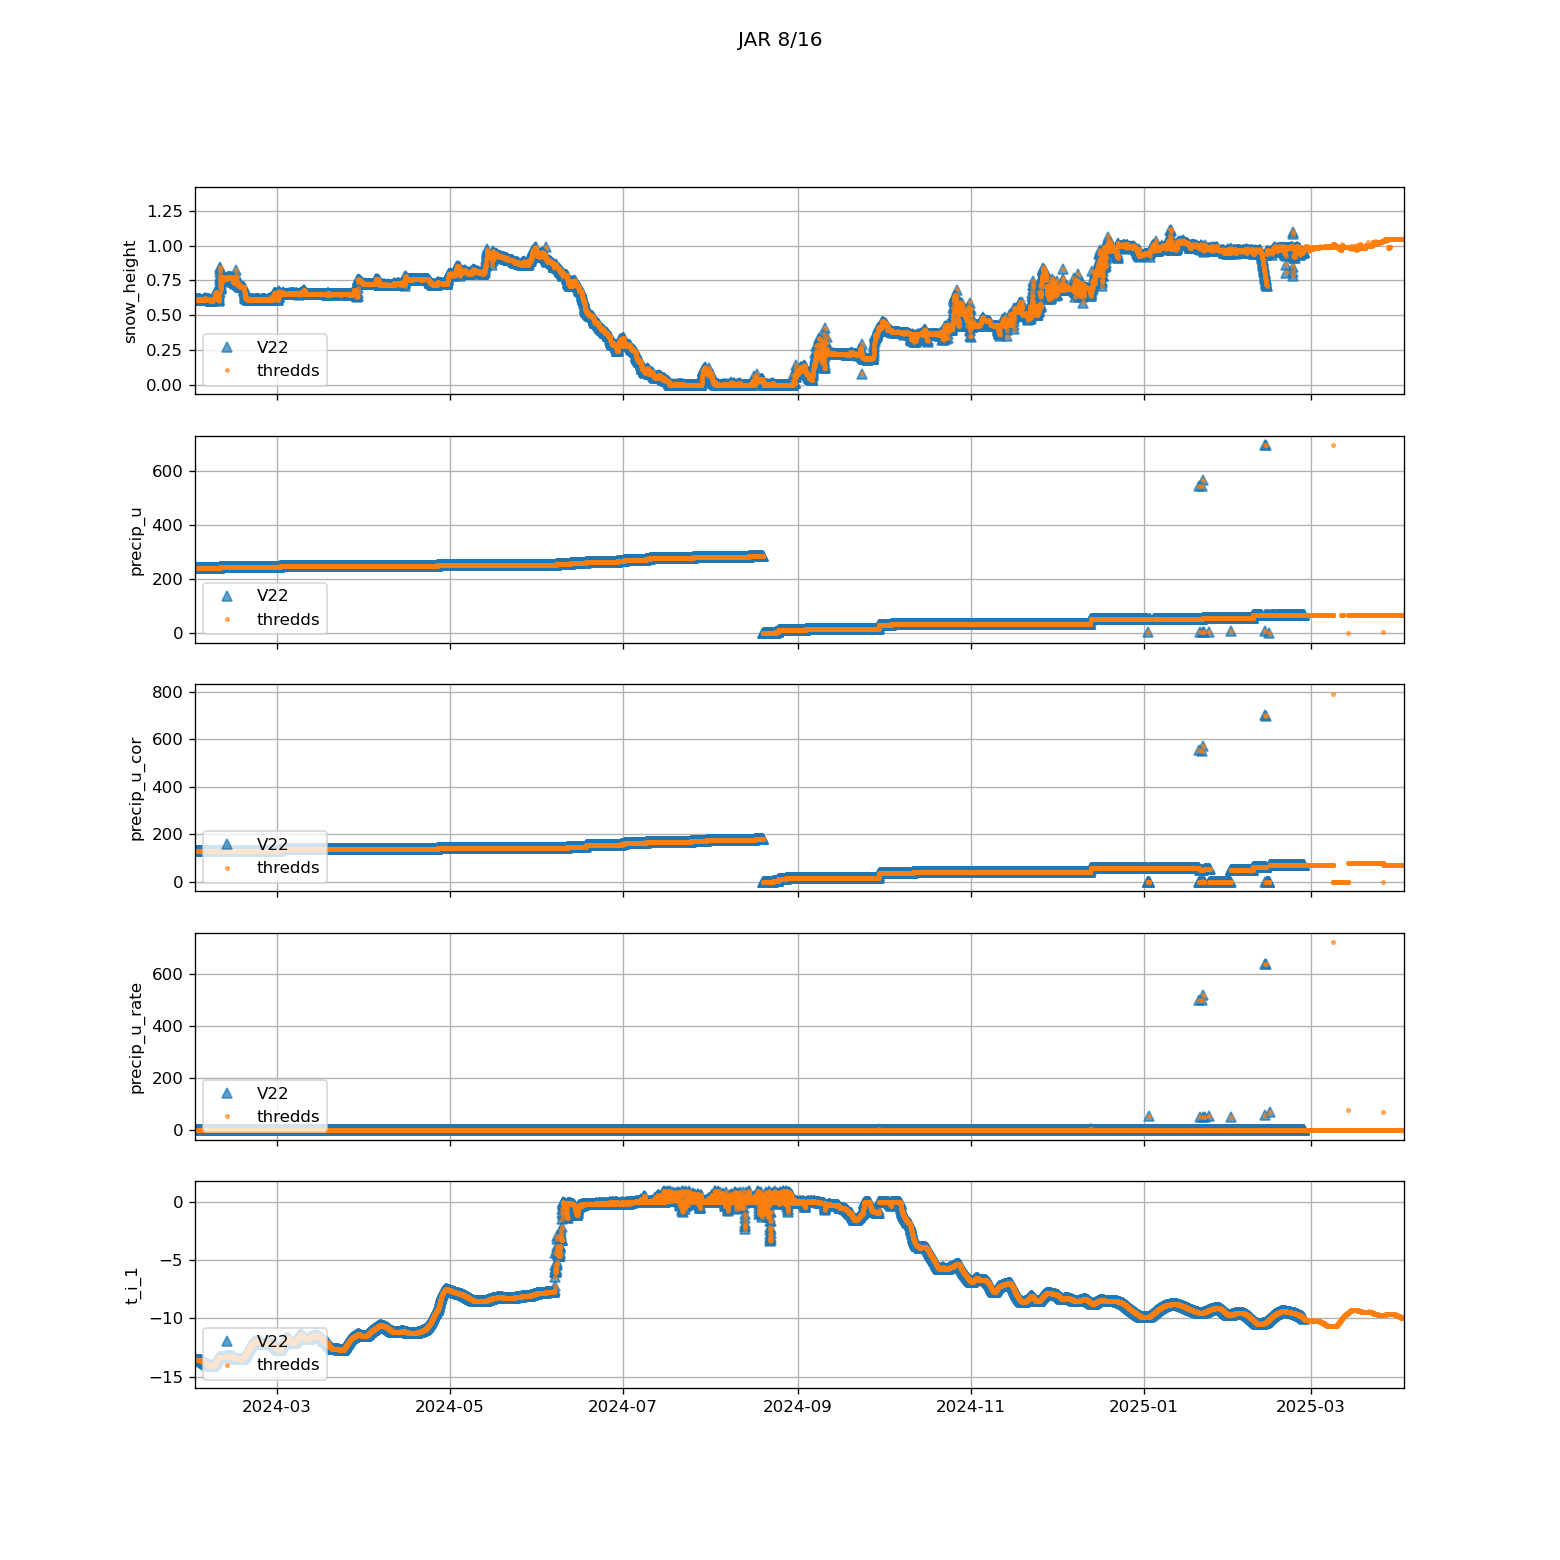 JAR 8/16
snow_height
1.25
1.00
0.75
0.50
0.25
0.00
V22
thredds
precip_u
600
400
200
0
V22
thredds
precip_u_cor
800
600
400
200
0
V22
thredds
precip_u_rate
600
400
200
0
V22
thredds
t_i_1
0
−5
−10
−15
V22
thredds
2024-03 2024-05 2024-07 2024-09 2024-11 2025-01 2025-03